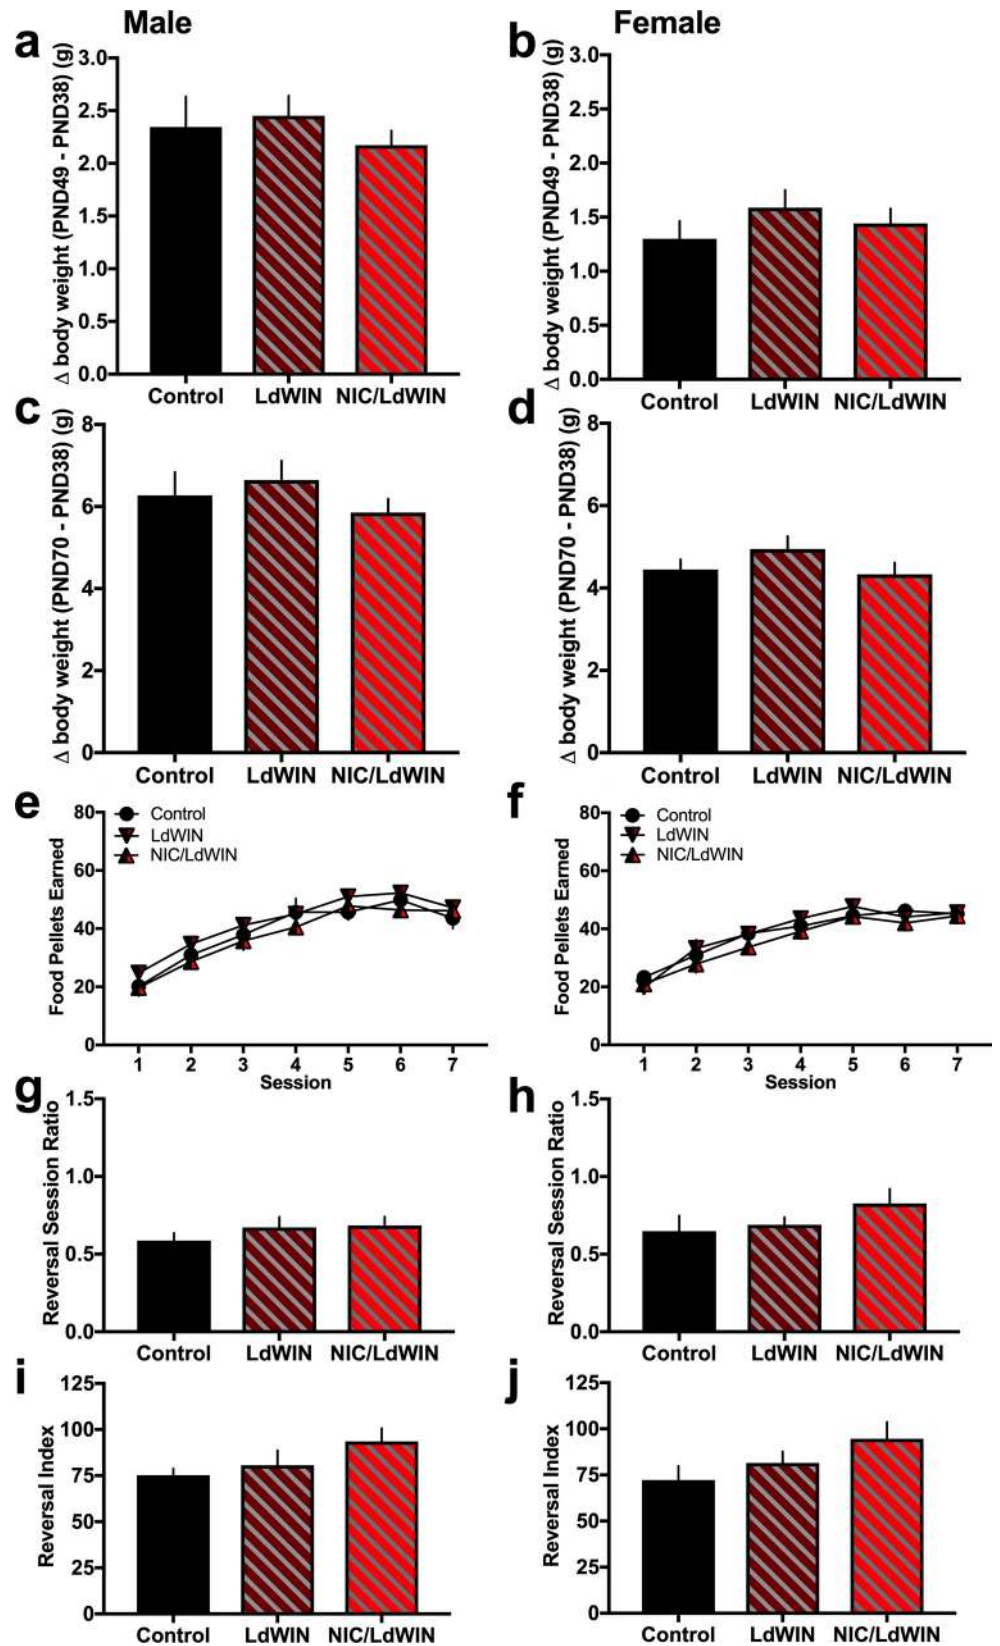 Male
Female
a
Δ body weight (PND49 - PND38) (g)
3.0
2.5
2.0
1.5
1.0
0.5
0.0
Control LdWIN NIC/LdWIN
b
Δ body weight (PND49 - PND38) (g)
3.0
2.5
2.0
1.5
1.0
0.5
0.0
Control LdWIN NIC/LdWIN
c
Δ body weight (PND70 - PND38) (g)
8
6
4
2
0
Control LdWIN NIC/LdWIN
d
Δ body weight (PND70 - PND38) (g)
8
6
4
2
0
Control LdWIN NIC/LdWIN
e
Food Pellets Earned
80
60
40
20
0
Control
LdWIN
NIC/LdWIN
1 2 3 4 5 6 7
Session
f
Food Pellets Earned
80
60
40
20
0
Control
LdWIN
NIC/LdWIN
1 2 3 4 5 6 7
Session
g
Reversal Session Ratio
1.5
1.0
0.5
0.0
Control LdWIN NIC/LdWIN
h
Reversal Session Ratio
1.5
1.0
0.5
0.0
Control LdWIN NIC/LdWIN
i
Reversal Index
125
100
75
50
25
0
Control LdWIN NIC/LdWIN
j
Reversal Index
125
100
75
50
25
0
Control LdWIN NIC/LdWIN